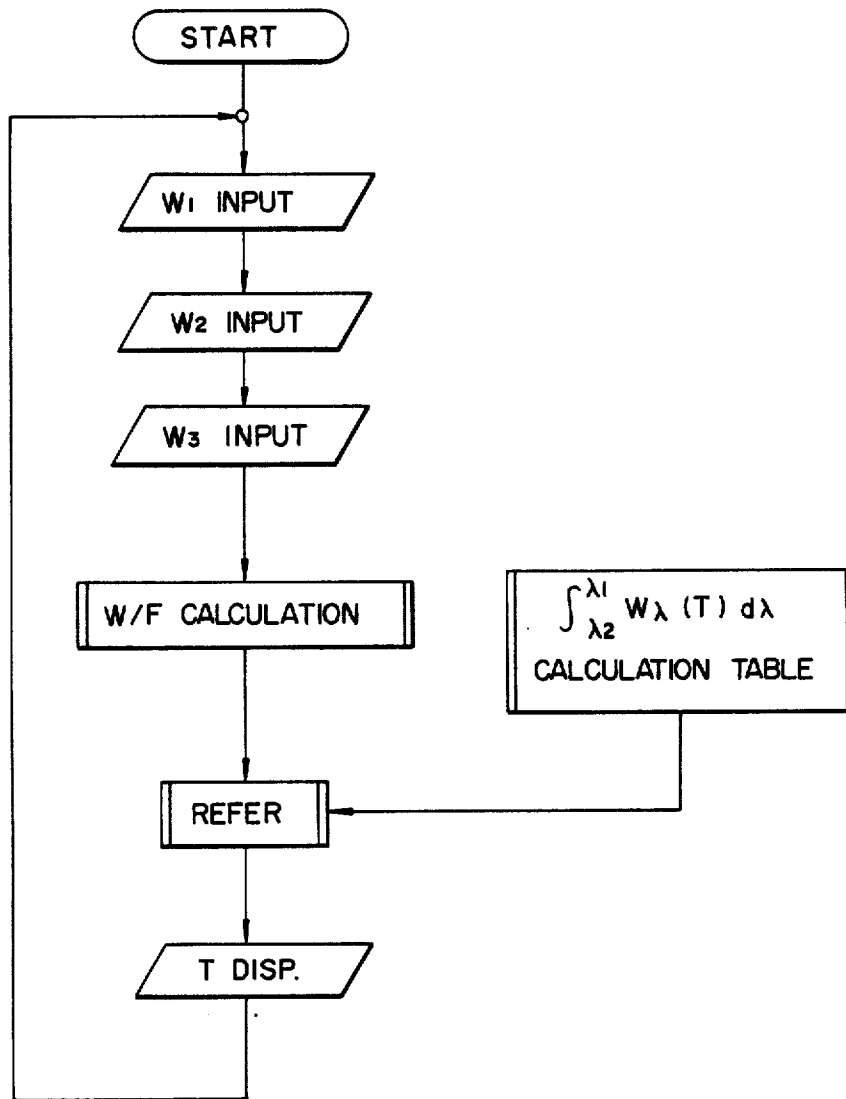 START
W1 INPUT
W2 INPUT
W3 INPUT
W/F CALCULATION
∫λ2λ1 Wλ (T) dλ
CALCULATION TABLE
REFER
T DISP.